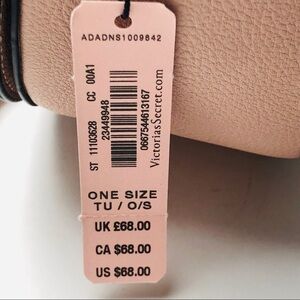 ADADNS1009842
ST 11103628 CC 00A1
23449948
0667544613167
VictoriasSecret.com
ONE SIZE
TU / O/S
UK £68.00
CA $68.00
US $68.00